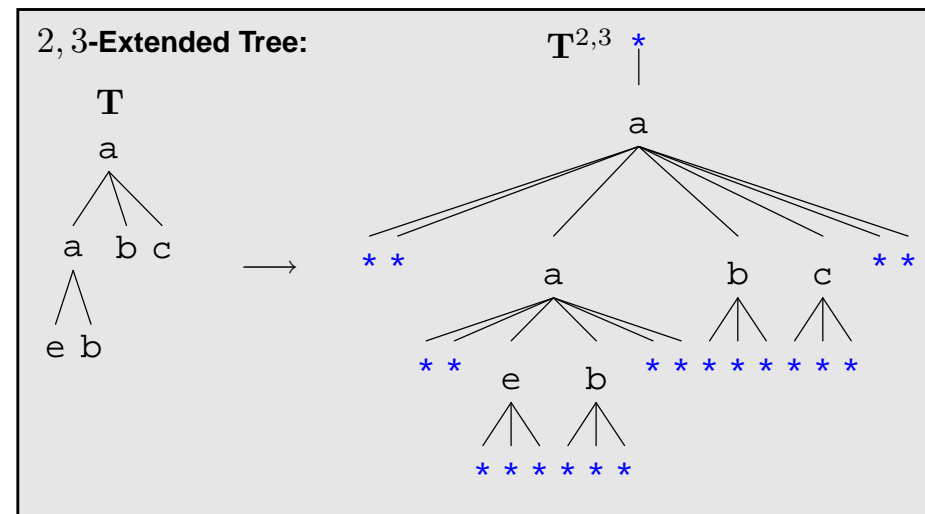 2, 3-Extended Tree:
T^{2,3} *
T
a
a
a b c
⟶
* * * *
a b c
e b
* * * * * * * * * *
e b
* * * * * *